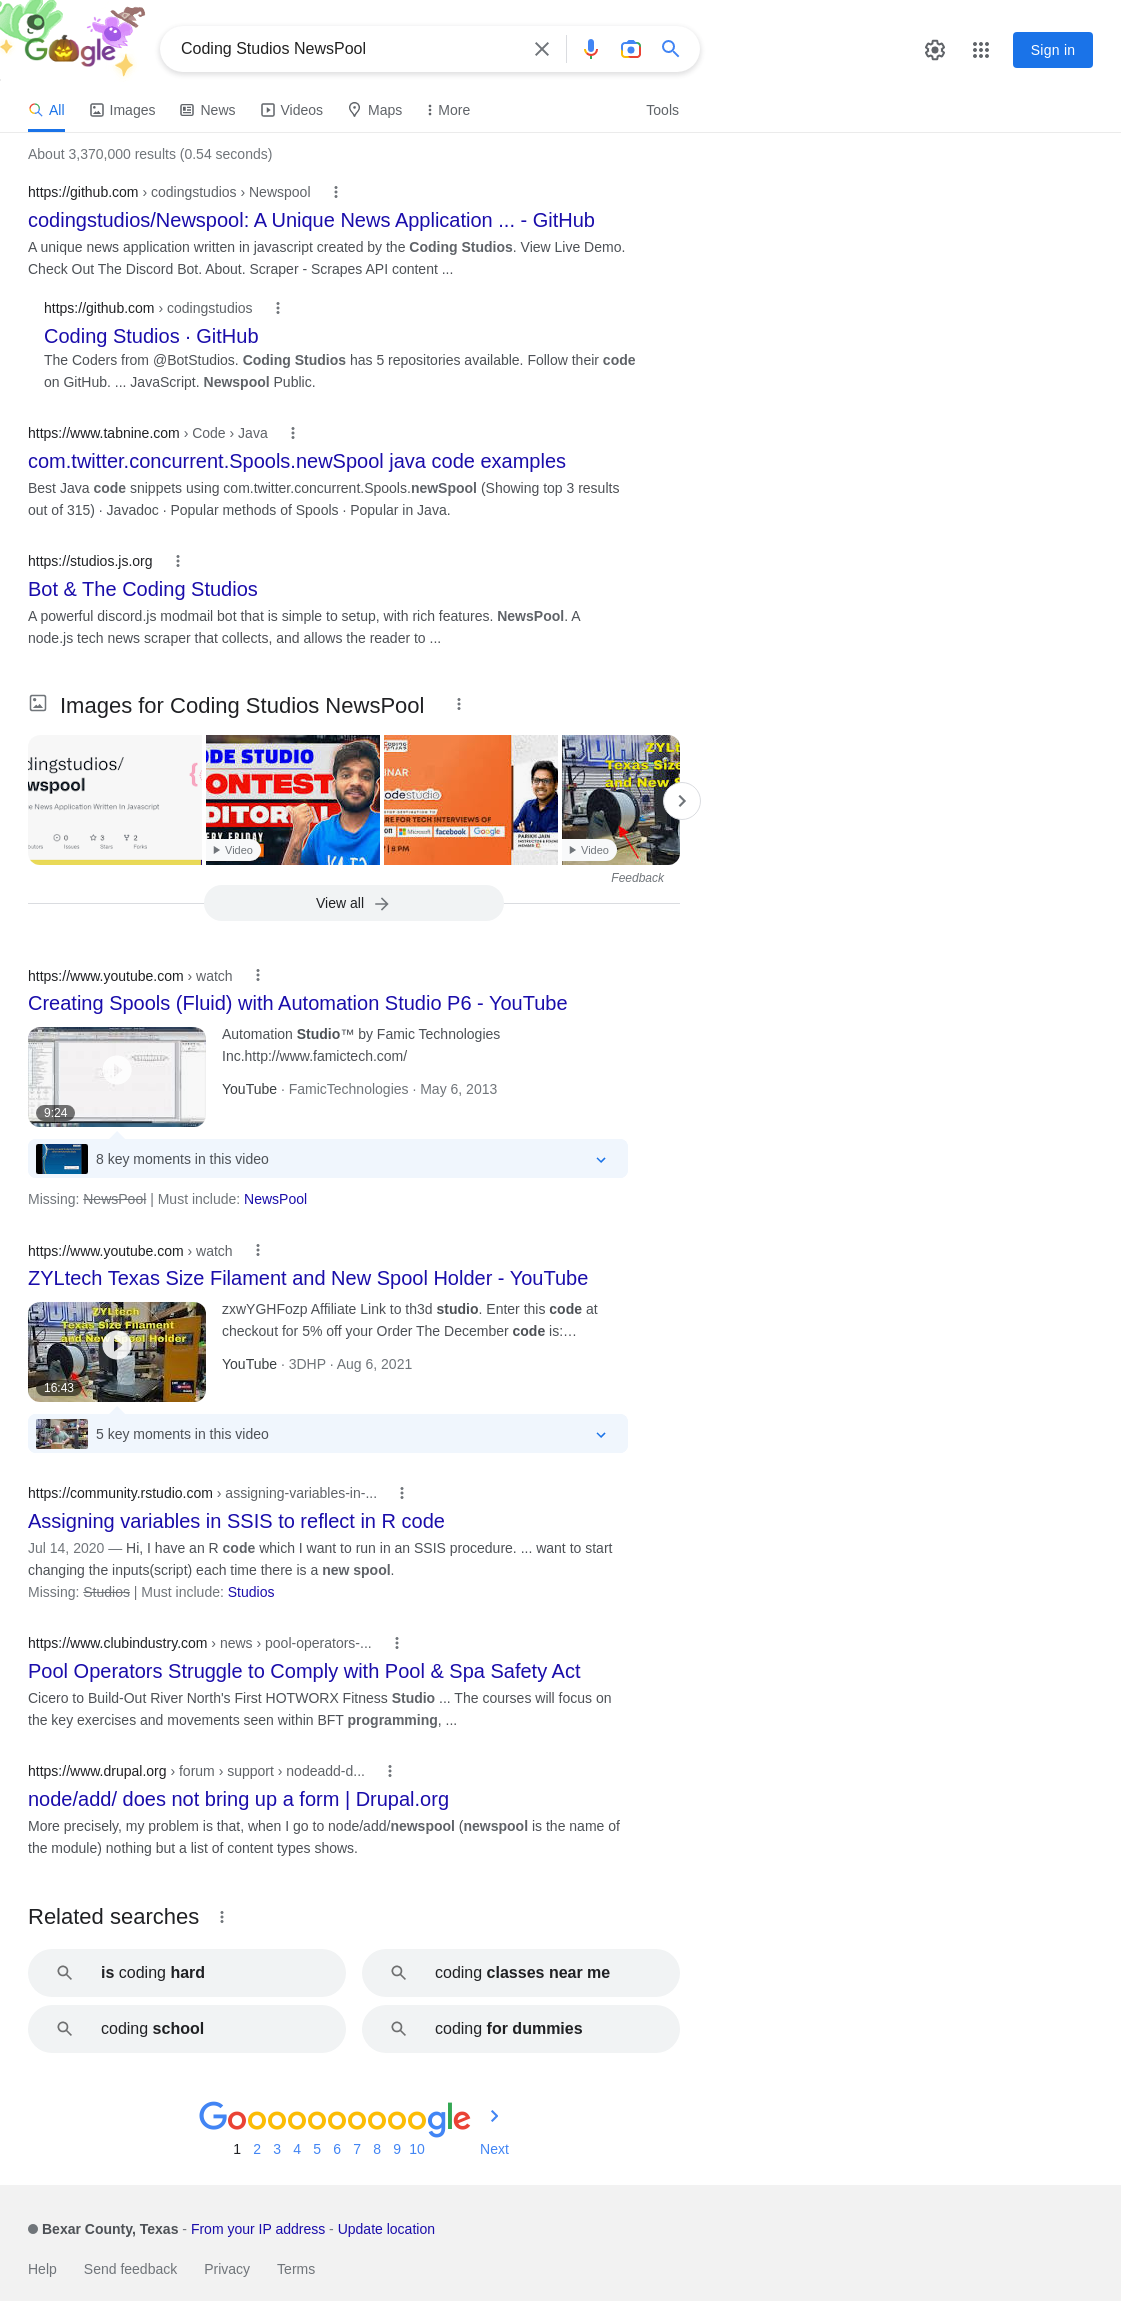 Google
Coding Studios NewsPool
Sign in
All
Images
News
Videos
Maps
More
Tools
About 3,370,000 results (0.54 seconds)
https://github.com › codingstudios › Newspool
codingstudios/Newspool: A Unique News Application ... - GitHub
A unique news application written in javascript created by the Coding Studios. View Live Demo.
Check Out The Discord Bot. About. Scraper - Scrapes API content ...
https://github.com › codingstudios
Coding Studios · GitHub
The Coders from @BotStudios. Coding Studios has 5 repositories available. Follow their code
on GitHub. ... JavaScript. Newspool Public.
https://www.tabnine.com › Code › Java
com.twitter.concurrent.Spools.newSpool java code examples
Best Java code snippets using com.twitter.concurrent.Spools.newSpool (Showing top 3 results
out of 315) · Javadoc · Popular methods of Spools · Popular in Java.
https://studios.js.org
Bot & The Coding Studios
A powerful discord.js modmail bot that is simple to setup, with rich features. NewsPool. A
node.js tech news scraper that collects, and allows the reader to ...
Images for Coding Studios NewsPool
dingstudios/
wspool
e News Application Written In Javascript
0
3
2
Issues
Stars
Forks
ODE STUDIO
ONTEST
DITORIAL
ERY FRIDAY
Video
CODING
NINJAS
INAR
odestudio
RE FOR TECH INTERVIEWS OF
on Microsoft facebook Google
| 8 PM
PARIKH JAIN
3DHP
ZYLt
Texas Size
and New S
Video
Feedback
View all
https://www.youtube.com › watch
Creating Spools (Fluid) with Automation Studio P6 - YouTube
Automation Studio™ by Famic Technologies
Inc.http://www.famictech.com/
YouTube · FamicTechnologies · May 6, 2013
9:24
8 key moments in this video
Missing: NewsPool | Must include: NewsPool
https://www.youtube.com › watch
ZYLtech Texas Size Filament and New Spool Holder - YouTube
ZYLtech
Texas Size Filament
and New Spool Holder
16:43
zxwYGHFozp Affiliate Link to th3d studio. Enter this code at
checkout for 5% off your Order The December code is:…
YouTube · 3DHP · Aug 6, 2021
5 key moments in this video
https://community.rstudio.com › assigning-variables-in-...
Assigning variables in SSIS to reflect in R code
Jul 14, 2020 — Hi, I have an R code which I want to run in an SSIS procedure. ... want to start
changing the inputs(script) each time there is a new spool.
Missing: Studios | Must include: Studios
https://www.clubindustry.com › news › pool-operators-...
Pool Operators Struggle to Comply with Pool & Spa Safety Act
Cicero to Build-Out River North's First HOTWORX Fitness Studio ... The courses will focus on
the key exercises and movements seen within BFT programming, ...
https://www.drupal.org › forum › support › nodeadd-d...
node/add/ does not bring up a form | Drupal.org
More precisely, my problem is that, when I go to node/add/newspool (newspool is the name of
the module) nothing but a list of content types shows.
Related searches
is coding hard
coding classes near me
coding school
coding for dummies
Goooooooooogle
1 2 3 4 5 6 7 8 9 10 Next
Bexar County, Texas - From your IP address - Update location
Help
Send feedback
Privacy
Terms